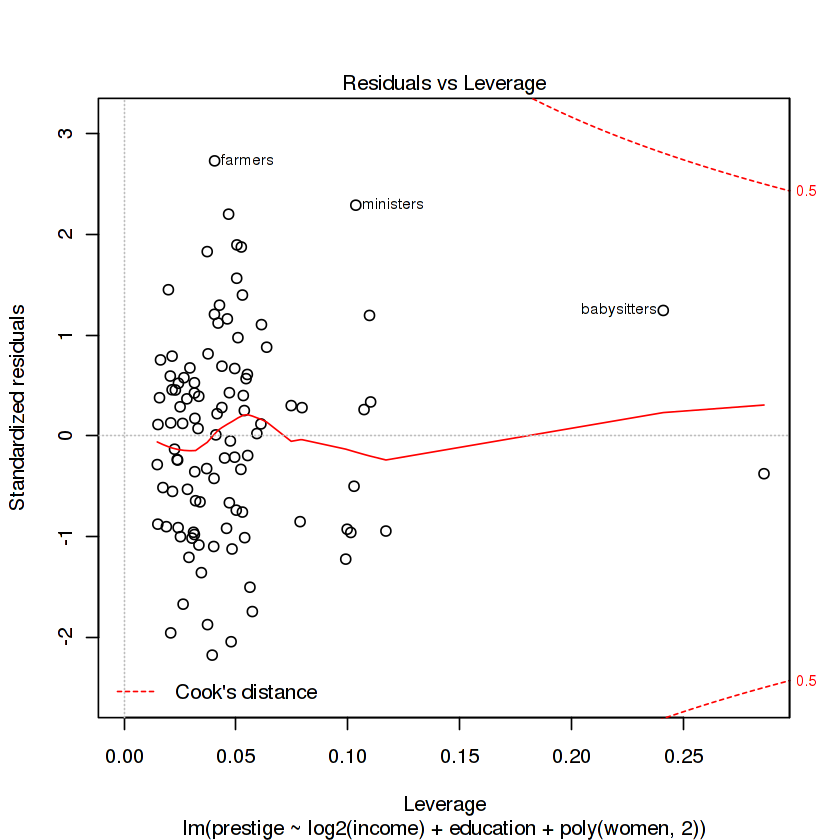 Residuals vs Leverage
3
2
1
0
-1
-2
Standardized residuals
farmers
ministers
babysitters
0.5
0.5
Cook's distance
0.00 0.05 0.10 0.15 0.20 0.25
Leverage
lm(prestige ~ log2(income) + education + poly(women, 2))